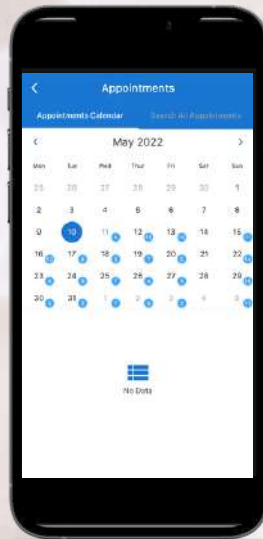 Appointments
Appointments Calendar Search All Appointments
May 2022
Mon Tue Wed Thur Fri Sat Sun
25 26 27 28 29 30 1
2 3 4 5 6 7 8
9 10 11 12 13 14 15
16 17 18 19 20 21 22
23 24 25 26 27 28 29
30 31 1 2 3 4
No Data